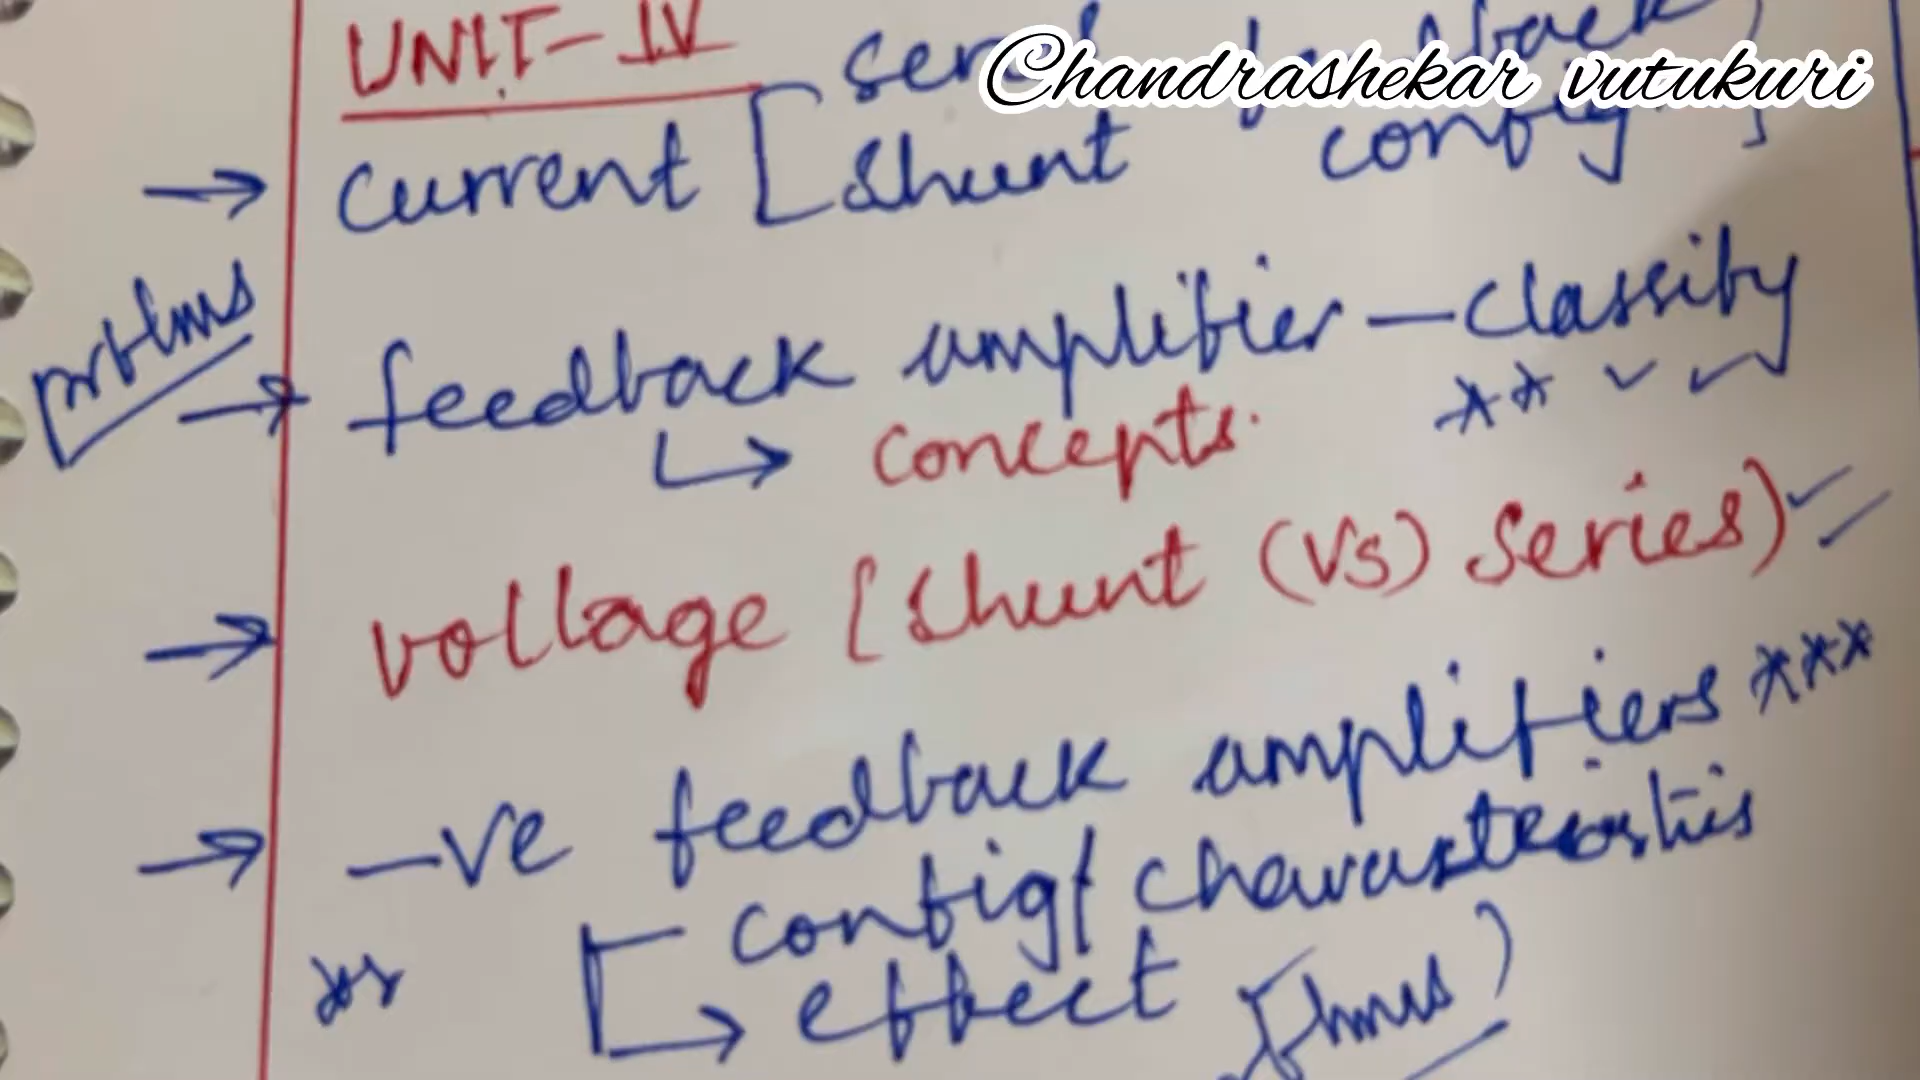 UNIT-IV
Chandrashekar vutukuri
current [ shunt config ]
feedback amplifier - classify
** ✓ ✓
↳ concepts.
→ voltage [shunt (Vs) series) ✓
→ -ve feedback amplifiers ***
config/ characteristics
** → effect